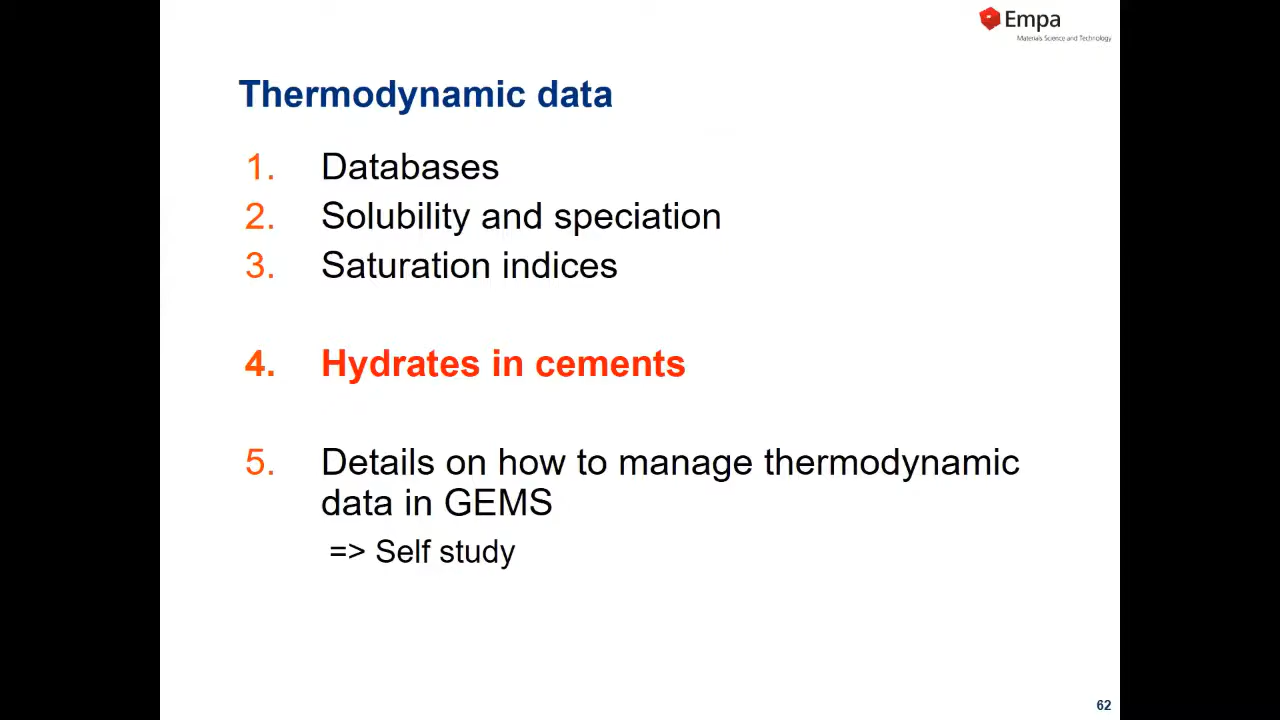 Empa
Materials Science and Technology
Thermodynamic data
1. Databases
2. Solubility and speciation
3. Saturation indices
4. Hydrates in cements
5. Details on how to manage thermodynamic
data in GEMS
=> Self study
62